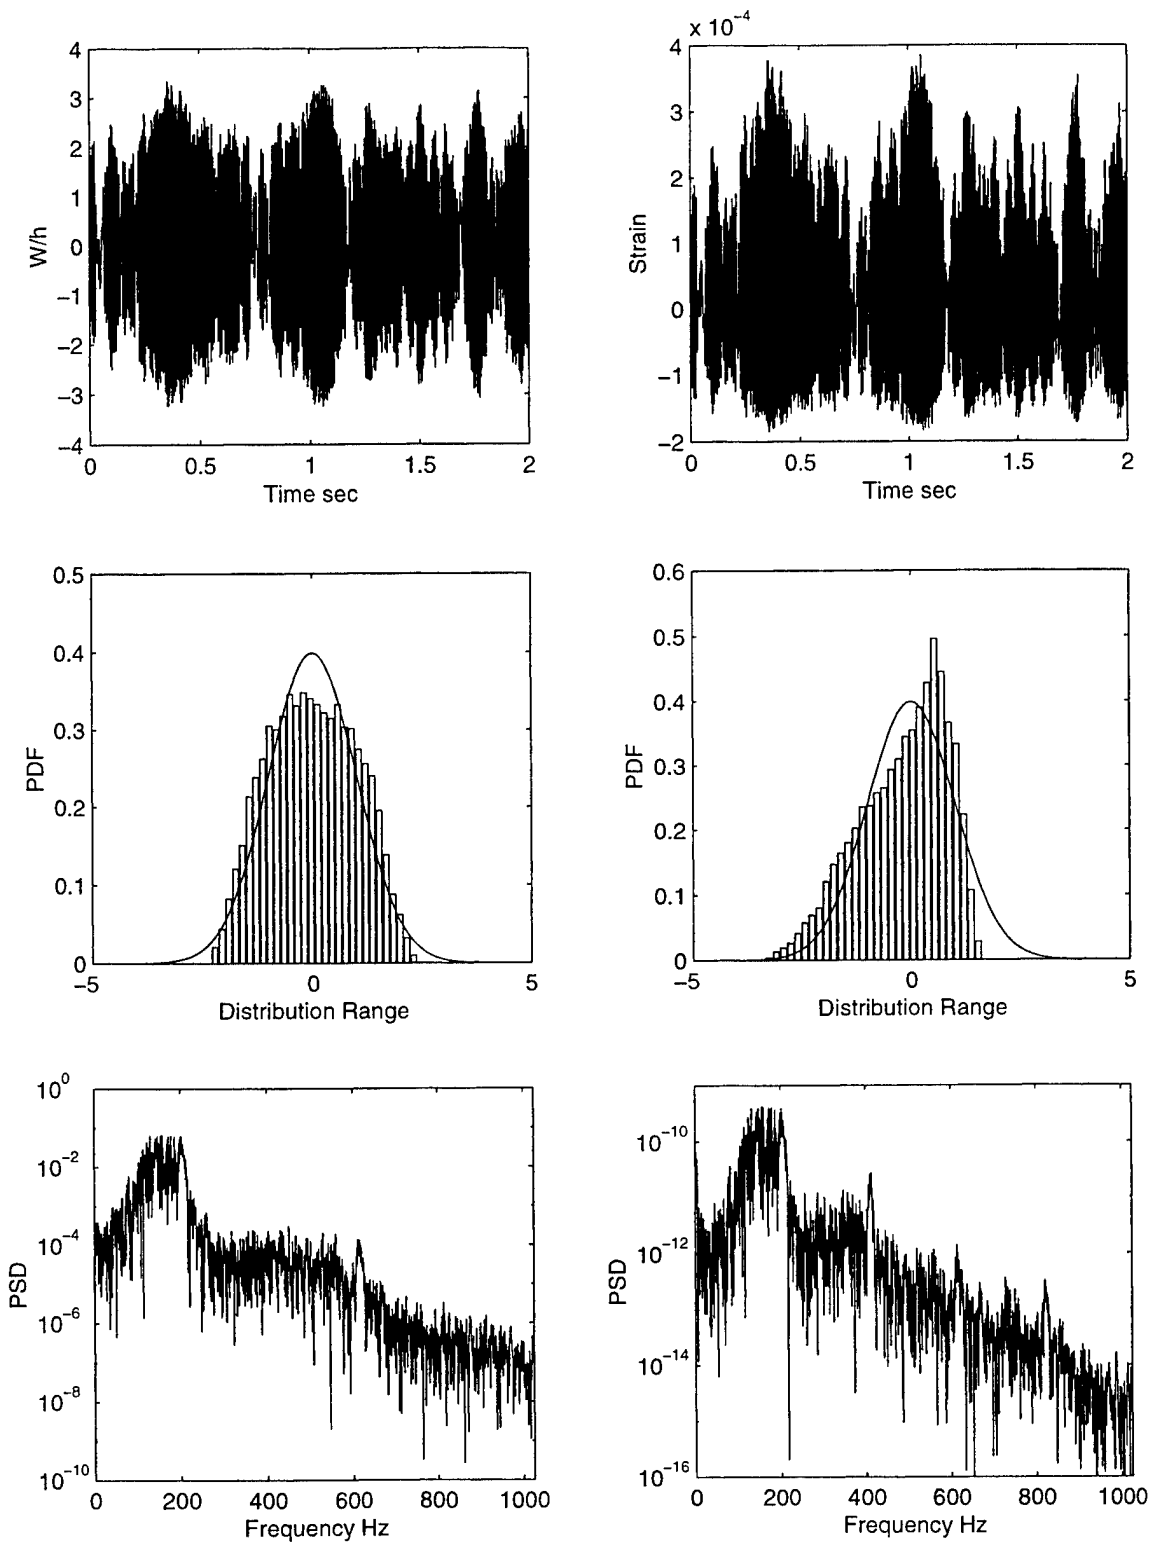 4
3
2
1
0
−1
−2
−3
−4
W/h
0 0.5 1 1.5 2
Time sec
x 10−4
4
3
2
1
0
−1
−2
Strain
0 0.5 1 1.5 2
Time sec
0.5
0.4
0.3
0.2
0.1
0
PDF
−5 0 5
Distribution Range
0.6
0.5
0.4
0.3
0.2
0.1
0
PDF
−5 0 5
Distribution Range
10^0
10^−2
10^−4
10^−6
10^−8
10^−10
PSD
0 200 400 600 800 1000
Frequency Hz
10^−10
10^−12
10^−14
10^−16
PSD
0 200 400 600 800 1000
Frequency Hz